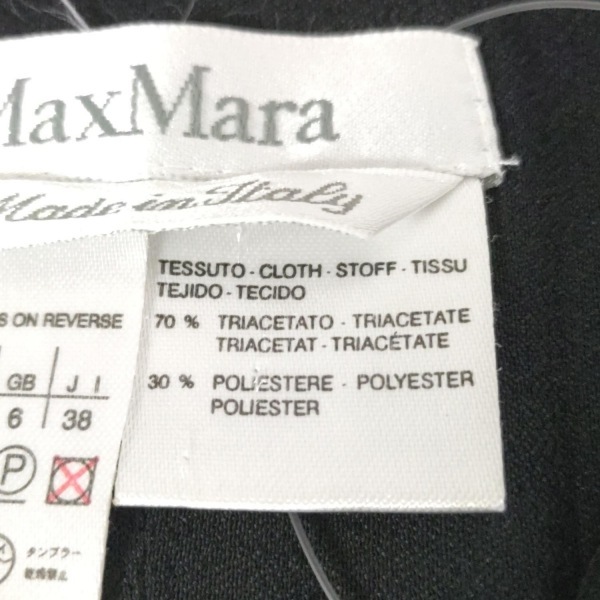 MaxMara
Made in Italy
TESSUTO - CLOTH - STOFF - TISSU
TEJIDO - TECIDO
70 % TRIACETATO - TRIACETATE
TRIACETAT - TRIACÉTATE
30 % POLIESTERE - POLYESTER
POLIESTER
ON REVERSE
GB J I
6 38
P
タンブラー
乾燥禁止